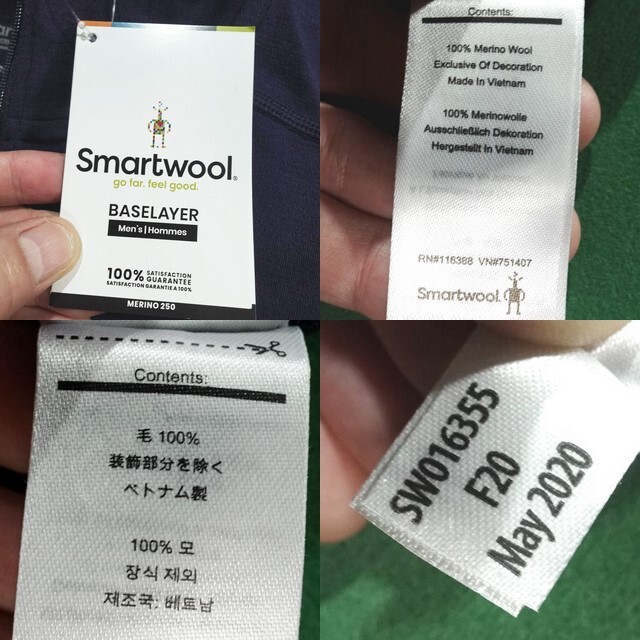 Smartwool®
go far. feel good.
BASELAYER
Men's | Hommes
100% SATISFACTION GUARANTEE
SATISFACTION GARANTIE A 100%
MERINO 250
Contents:
100% Merino Wool
Exclusive Of Decoration
Made In Vietnam
100% Merinowolle
Ausschließlich Dekoration
Hergestellt In Vietnam
RN#116388 VN#751407
Smartwool
Contents:
毛 100%
装飾部分を除く
ベトナム製
100% 모
장식 제외
제조국: 베트남
SW016355
F20
May 2020